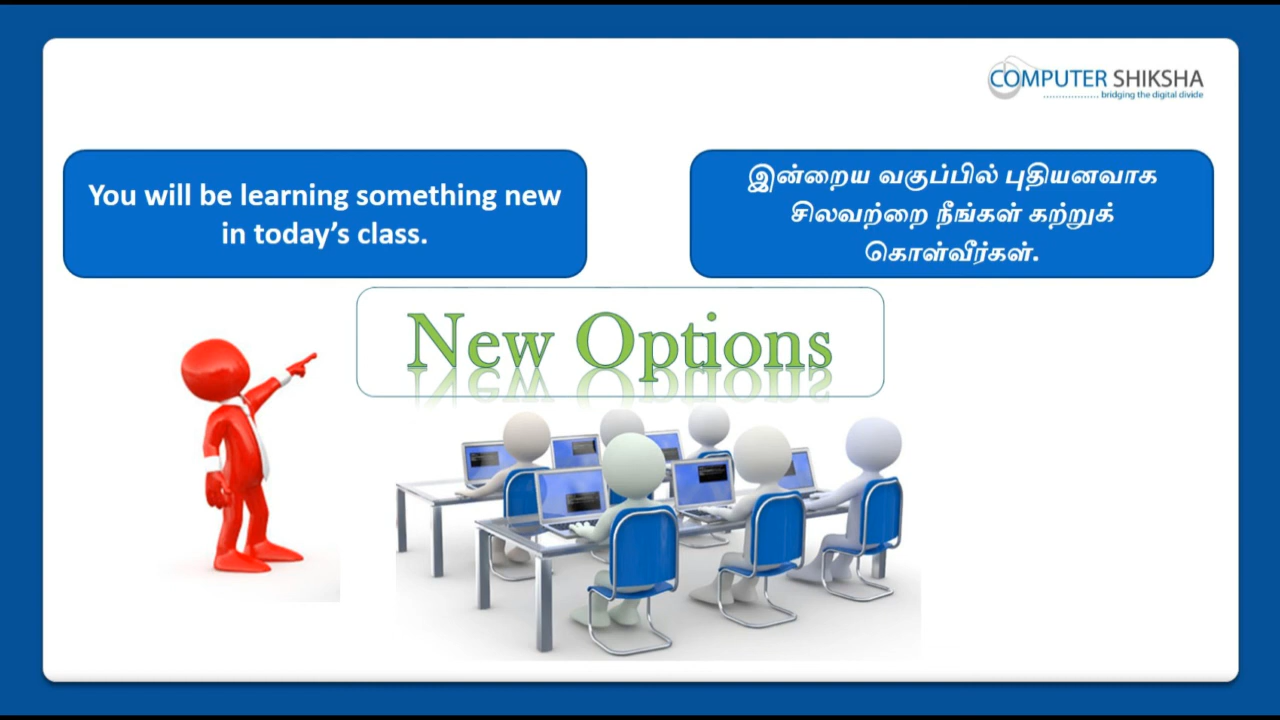 COMPUTER SHIKSHA
bridging the digital divide
You will be learning something new
in today's class.
இன்றைய வகுப்பில் புதியனவாக
சிலவற்றை நீங்கள் கற்றுக்
கொள்வீர்கள்.
New Options